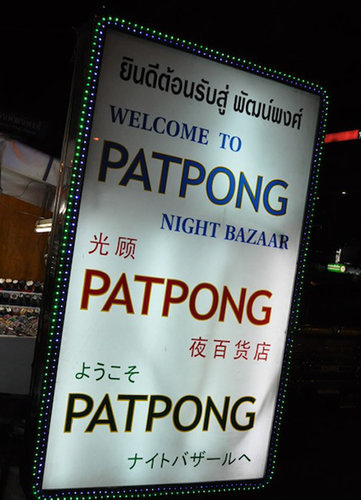 ยินดีต้อนรับสู่ พัฒน์พงศ์
WELCOME TO
PATPONG
NIGHT BAZAAR
光顾
PATPONG
夜百货店
ようこそ
PATPONG
ナイトバザールへ